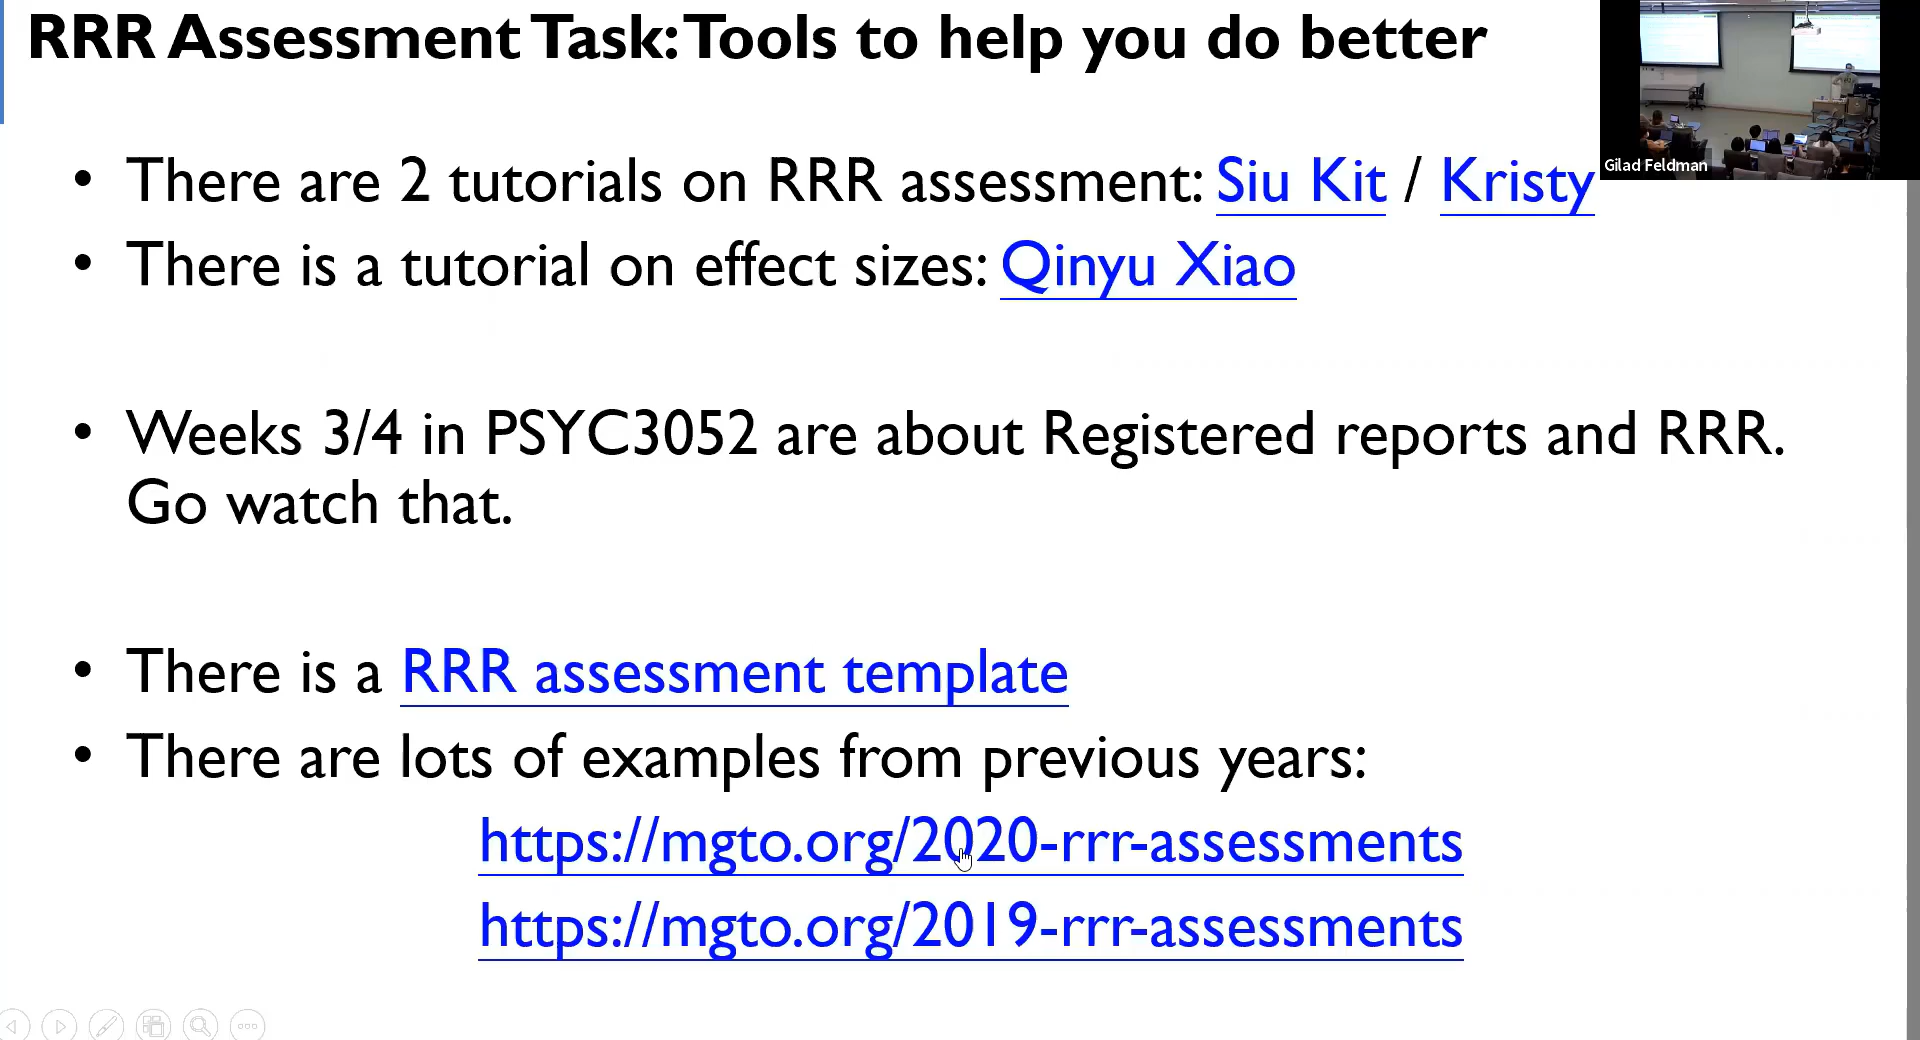 RRR Assessment Task: Tools to help you do better
Gilad Feldman
• There are 2 tutorials on RRR assessment: Siu Kit / Kristy
• There is a tutorial on effect sizes: Qinyu Xiao
• Weeks 3/4 in PSYC3052 are about Registered reports and RRR.
Go watch that.
• There is a RRR assessment template
• There are lots of examples from previous years:
https://mgto.org/2020-rrr-assessments
https://mgto.org/2019-rrr-assessments